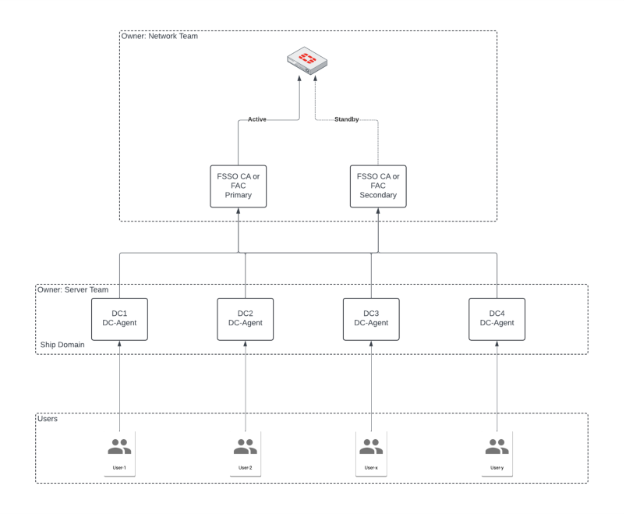 Owner: Network Team
Active
Standby
FSSO CA or
FAC
Primary
FSSO CA or
FAC
Secondary
Owner: Server Team
DC1
DC-Agent
DC2
DC-Agent
DC3
DC-Agent
DC4
DC-Agent
Ship Domain
Users
User-1
User-2
User-x
User-y